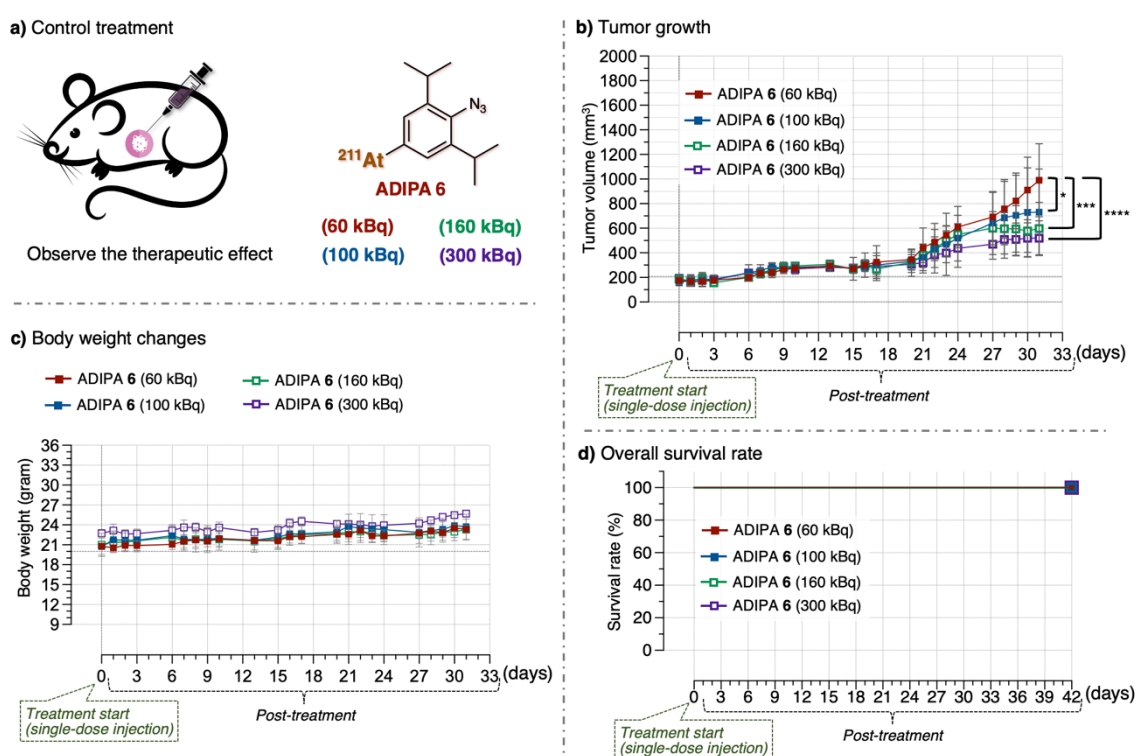 a) Control treatment
N₃
²¹¹At
ADIPA 6
(60 kBq)
(160 kBq)
(100 kBq)
(300 kBq)
Observe the therapeutic effect
b) Tumor growth
Tumor volume (mm³)
2000
1800
1600
1400
1200
1000
800
600
400
200
0
ADIPA 6 (60 kBq)
ADIPA 6 (100 kBq)
ADIPA 6 (160 kBq)
ADIPA 6 (300 kBq)
*
***
****
0 3 6 9 12 15 18 21 24 27 30 33 (days)
Treatment start
(single-dose injection)
Post-treatment
c) Body weight changes
ADIPA 6 (60 kBq)
ADIPA 6 (160 kBq)
ADIPA 6 (100 kBq)
ADIPA 6 (300 kBq)
Body weight (gram)
36
33
30
27
24
21
18
15
12
9
0 3 6 9 12 15 18 21 24 27 30 33 (days)
Treatment start
(single-dose injection)
Post-treatment
d) Overall survival rate
Survival rate (%)
100
80
60
40
20
0
ADIPA 6 (60 kBq)
ADIPA 6 (100 kBq)
ADIPA 6 (160 kBq)
ADIPA 6 (300 kBq)
0 3 6 9 12 15 18 21 24 27 30 33 36 39 42 (days)
Treatment start
(single-dose injection)
Post-treatment